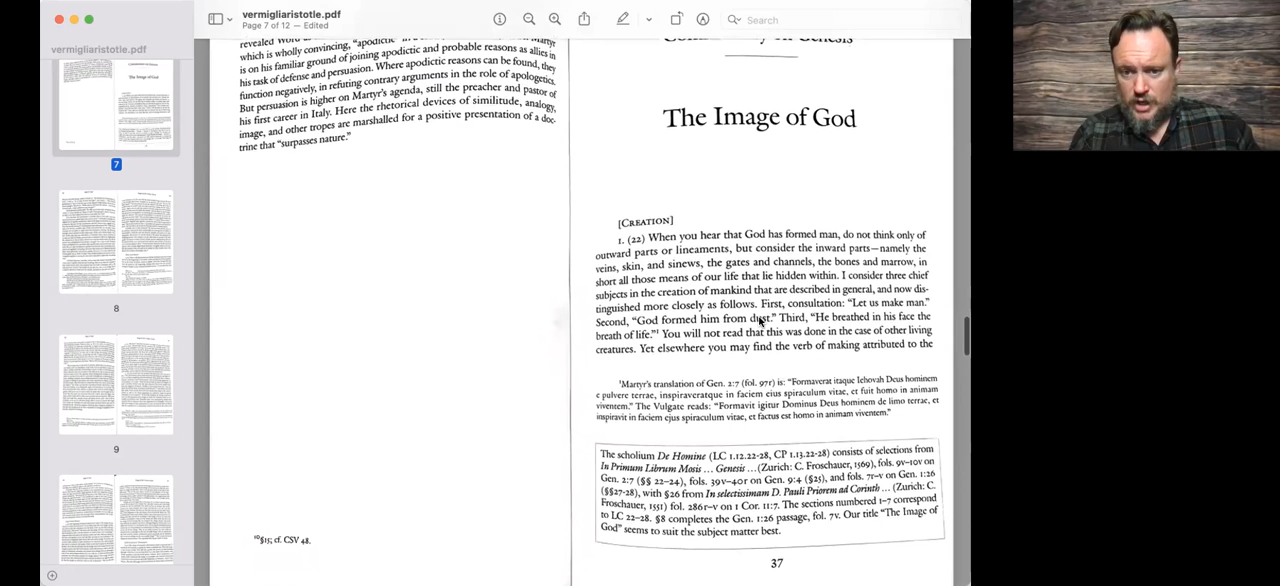 vermigliaristotle.pdf
Page 7 of 12 — Edited
Search
vermigliaristotle.pdf
7
8
9
revealed Word
which is wholly convincing, "apodictic
is on his familiar ground of joining apodictic and probable reasons as allies in
his task of defense and persuasion. Where apodictic reasons can be found, they
function negatively, in refuting contrary arguments in the role of apologetics.
But persuasion is higher on Martyr's agenda, still the preacher and pastor of
his first career in Italy. Here the rhetorical devices of similitude, analogy,
image, and other tropes are marshalled for a positive presentation of a doc-
trine that "surpasses nature."
¹⁰§15; cf. CSV 48.
The Image of God
[CREATION]
1. (22) When you hear that God has formed man, do not think only of
outward parts or lineaments, but consider the inward parts—namely the
veins, skin, and sinews, the gates and channels, the bones and marrow, in
short all those means of our life that lie hidden within. I consider three chief
subjects in the creation of mankind that are described in general, and now dis-
tinguished more closely as follows. First, consultation: "Let us make man."
Second, "God formed him from dust." Third, "He breathed in his face the
breath of life."¹ You will not read that this was done in the case of other living
creatures. Yet elsewhere you may find the verb of making attributed to the
¹Martyr's translation of Gen. 2:7 (fol. 97r) is: "Formaverat itaque Iehovah Deus hominem
e pulvere terrae, inspiraveratque in faciem eius spiraculum vitae, et fuit homo in animam
viventem." The Vulgate reads: "Formavit igitur Dominus Deus hominem de limo terrae, et
inspiravit in faciem ejus spiraculum vitae, et factus est homo in animam viventem."
The scholium De Homine (LC 1.12.22-28, CP 1.13.22-28) consists of selections from
In Primum Librum Mosis ... Genesis ... (Zurich: C. Froschauer, 1569), fols. 9v–10v on
Gen. 2:7 (§§ 22–24), fols. 39v–40r on Gen. 9:4 (§25), and fols. 7r–v on Gen. 1:26
(§§27-28), with §26 from In selectissimam D. Pauli Priorem ad Corinth ... (Zurich: C.
Froschauer, 1551) fol. 286r–v on 1 Cor. 11:7. The sections numbered 1–7 correspond
to LC 22–28. §8 completes the Gen. 1:26 passage, fol. 7v. Our title "The Image of
God" seems to suit the subject matter best.
37